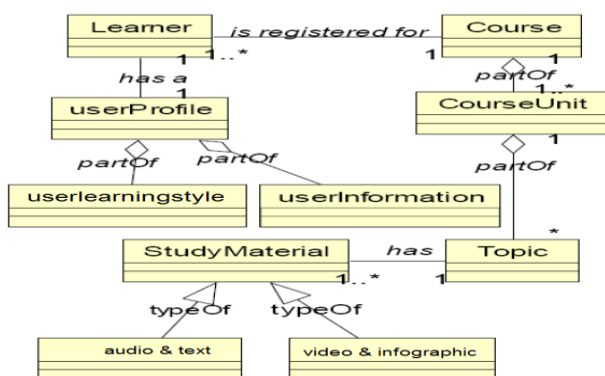 Learner
is registered for
Course
1
1..*
1
1
has a
partOf
1
1..*
userProfile
CourseUnit
1
partOf
partOf
partOf
userlearningstyle
userInformation
*
StudyMaterial
has
Topic
1..*
1
typeOf
typeOf
audio & text
video & infographic